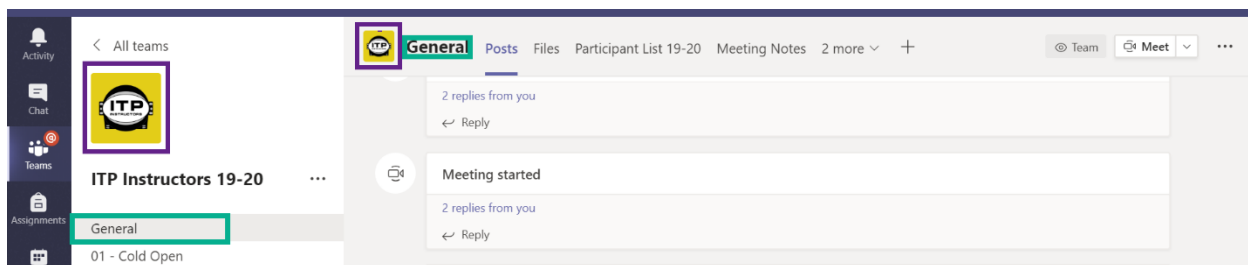 Activity
Chat
Teams
Assignments
All teams
ITP
INSTRUCTORS
ITP Instructors 19-20
General
01 - Cold Open
ITP
General Posts Files Participant List 19-20 Meeting Notes 2 more
Team Meet
2 replies from you
Reply
Meeting started
2 replies from you
Reply